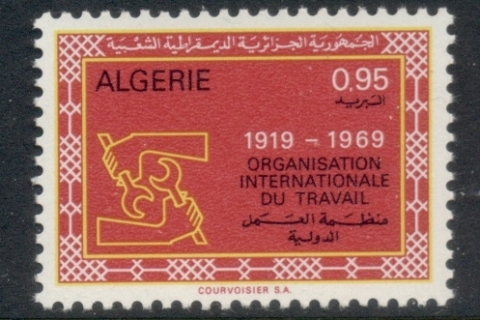 الجمهورية الجزائرية الديمقراطية الشعبية
ALGERIE 0.95
البريد
1919 - 1969
ORGANISATION
INTERNATIONALE
DU TRAVAIL
منظمة العمل
الدولية
COURVOISIER S.A.